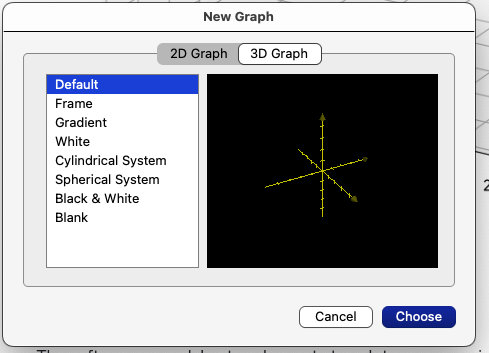 New Graph
2D Graph 3D Graph
Default
Frame
Gradient
White
Cylindrical System
Spherical System
Black & White
Blank
Cancel Choose
2